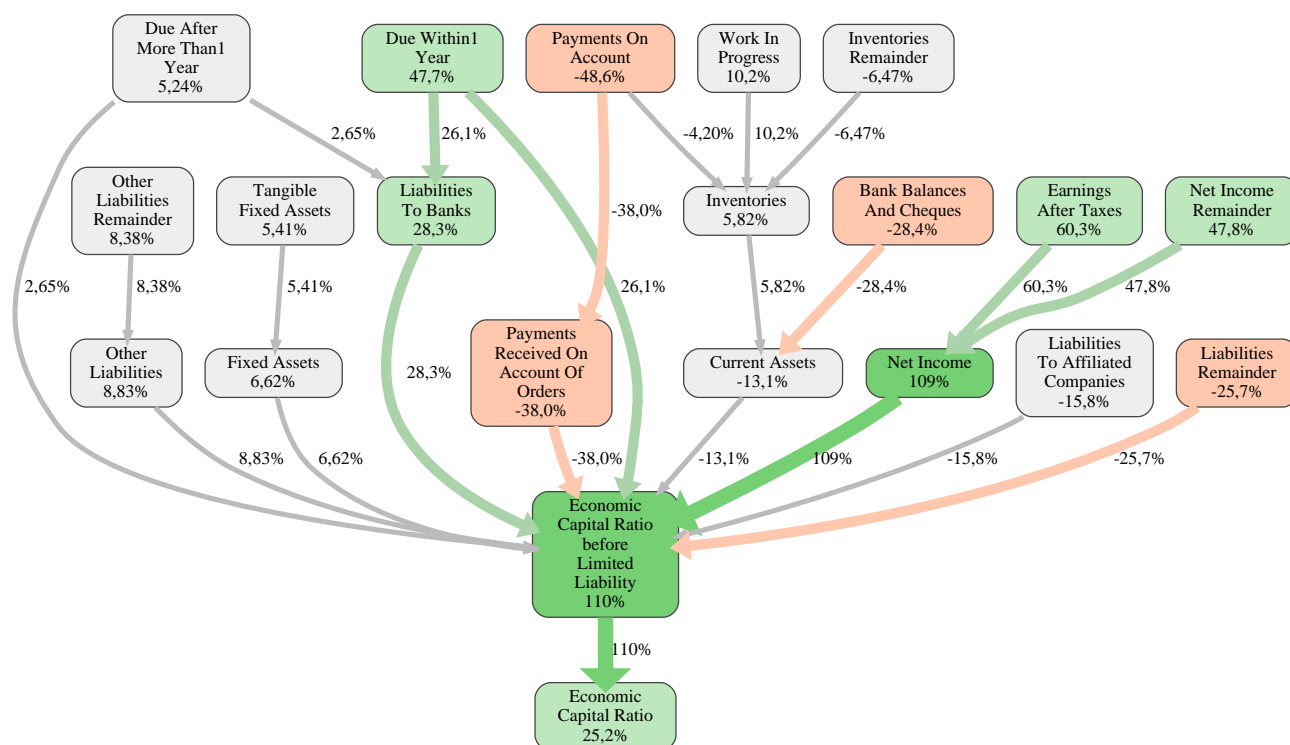 Due After
More Than1
Year
5,24%
Due Within1
Year
47,7%
Payments On
Account
-48,6%
Work In
Progress
10,2%
Inventories
Remainder
-6,47%
2,65%
26,1%
-4,20%
10,2%
-6,47%
Other
Liabilities
Remainder
8,38%
Tangible
Fixed Assets
5,41%
Liabilities
To Banks
28,3%
-38,0%
Inventories
5,82%
Bank Balances
And Cheques
-28,4%
Earnings
After Taxes
60,3%
Net Income
Remainder
47,8%
2,65%
8,38%
5,41%
26,1%
5,82%
-28,4%
60,3%
47,8%
Other
Liabilities
8,83%
Fixed Assets
6,62%
28,3%
Payments
Received On
Account Of
Orders
-38,0%
Current Assets
-13,1%
Net Income
109%
Liabilities
To Affiliated
Companies
-15,8%
Liabilities
Remainder
-25,7%
8,83%
6,62%
-38,0%
-13,1%
109%
-15,8%
-25,7%
Economic
Capital Ratio
before
Limited
Liability
110%
110%
Economic
Capital Ratio
25,2%